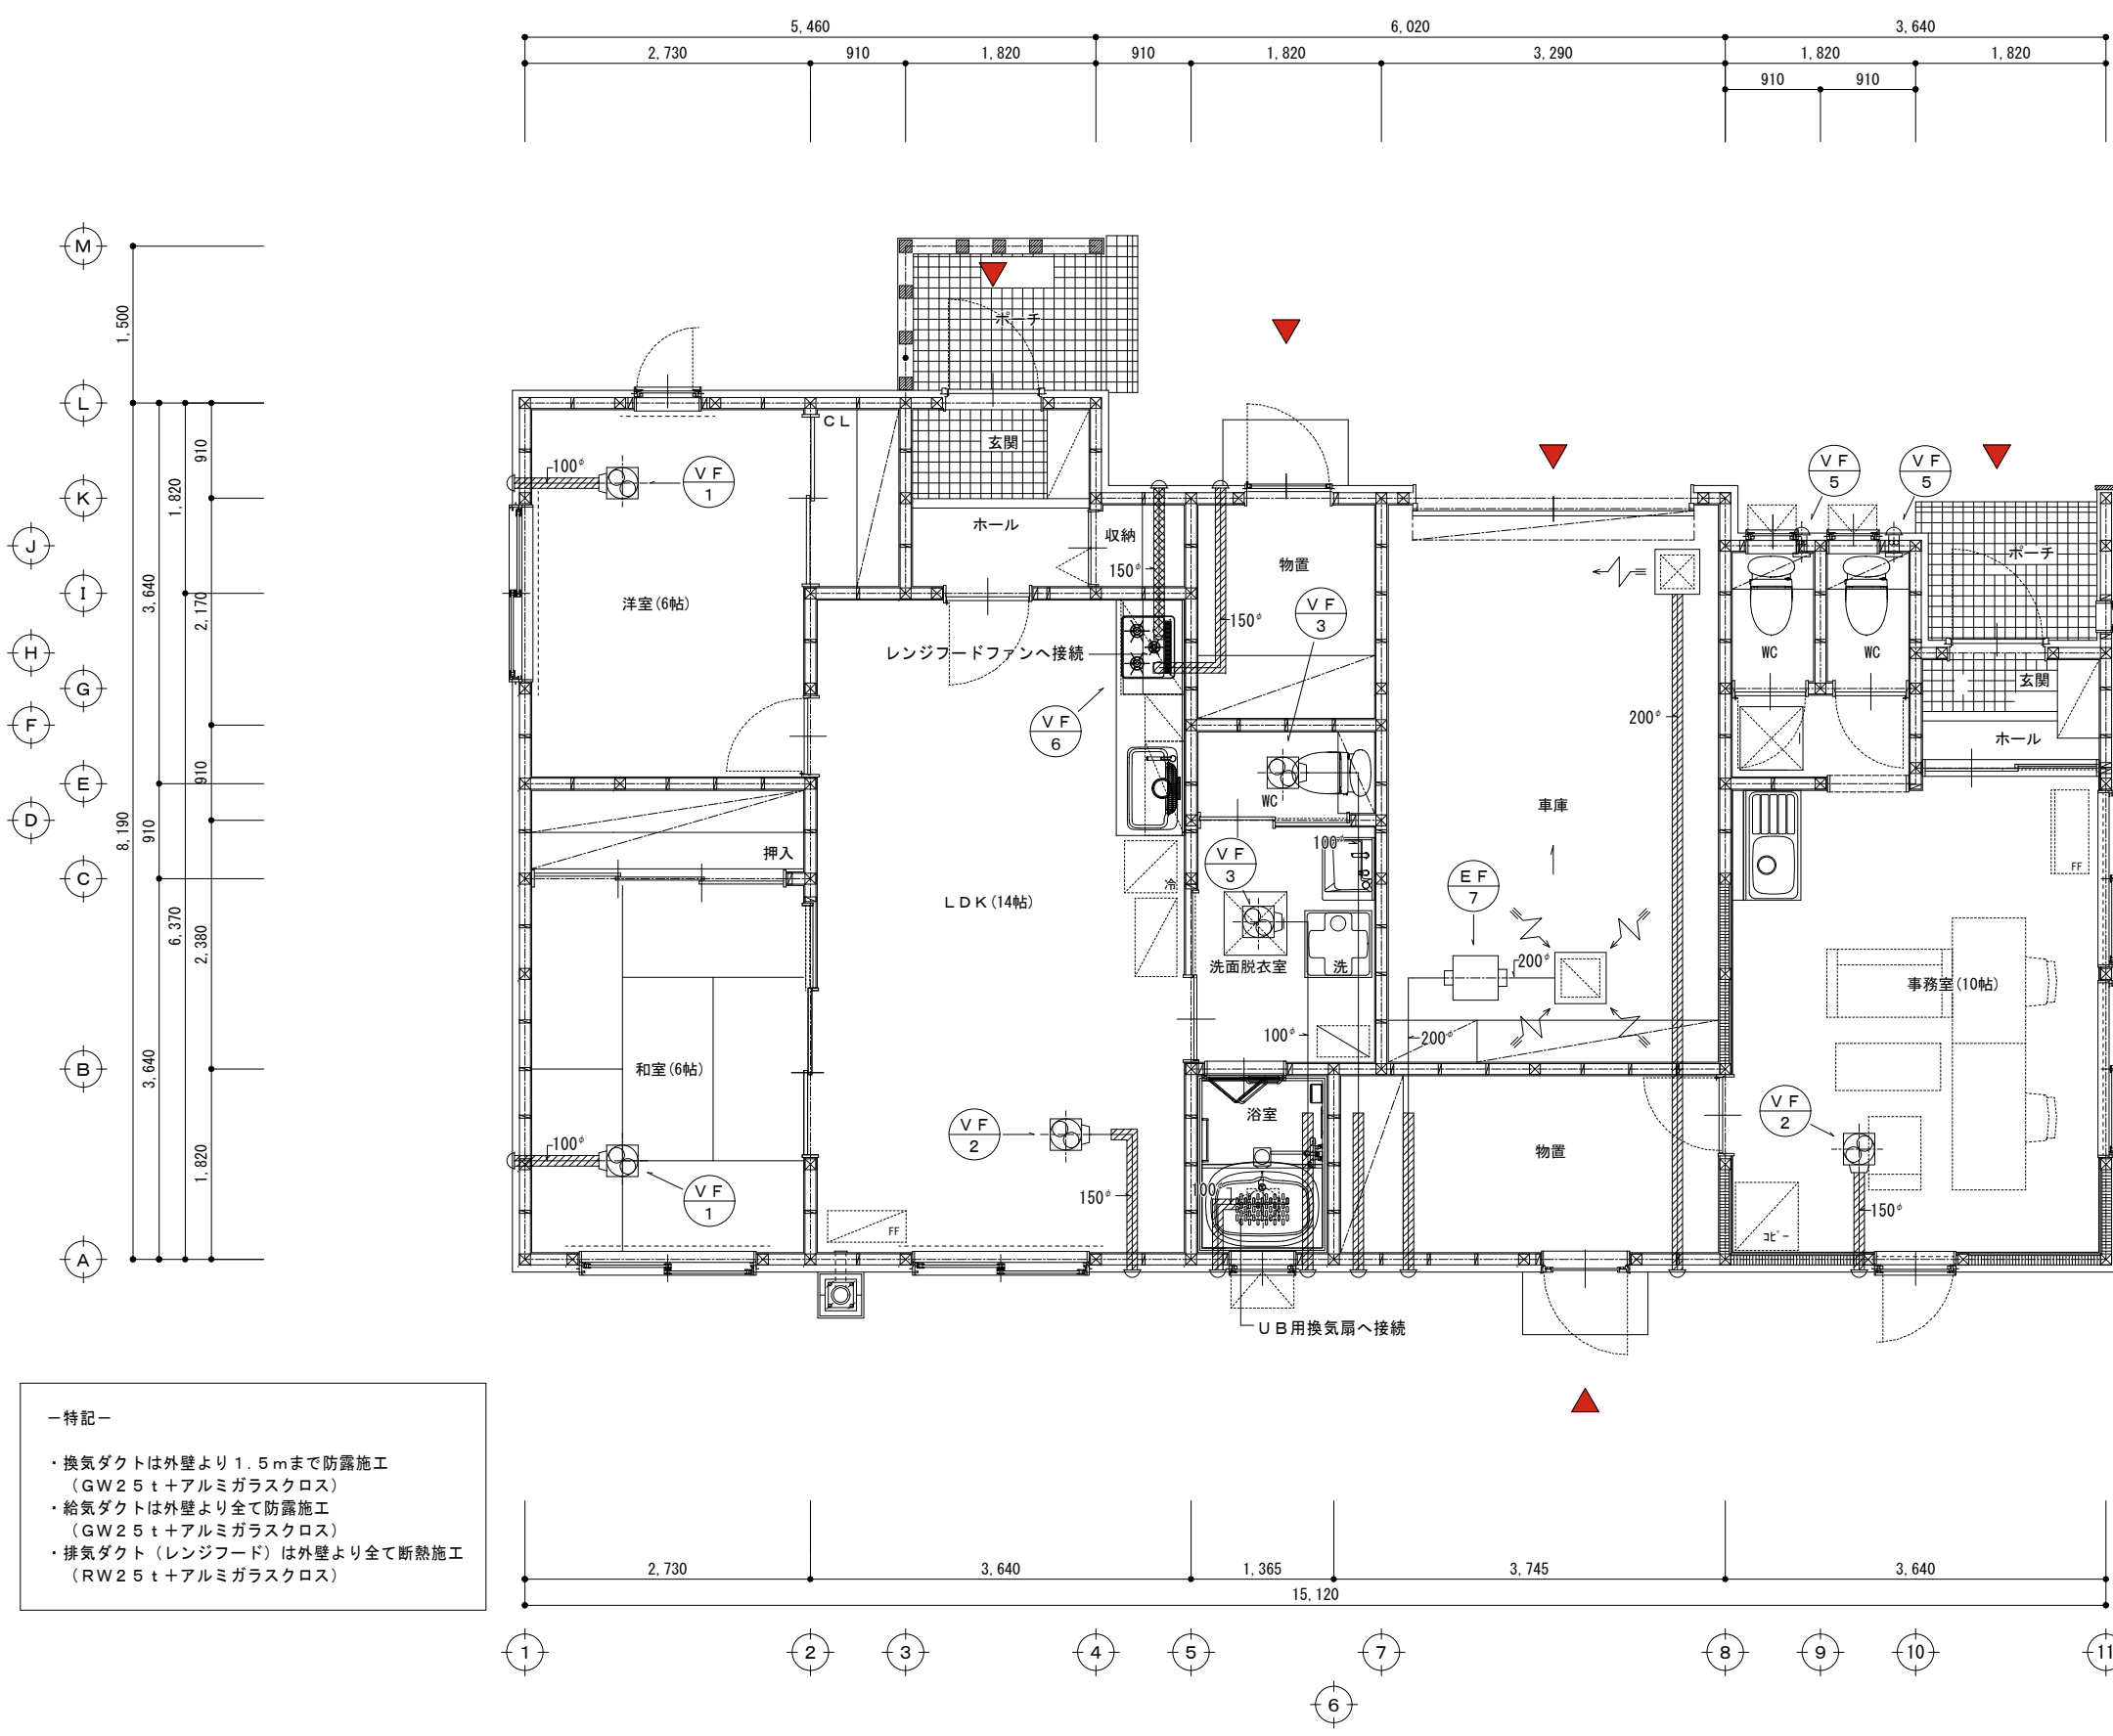 5,460
6,020
3,640
2,730
910
1,820
910
1,820
3,290
1,820
1,820
910
910
M
1,500
ポーチ
L
CL
玄関
910
VF
5
VF
5
100φ
VF
1
K
1,820
ホール
収納
J
ポーチ
150φ
物置
3,640
I
洋室(6帖)
2,170
VF
3
150φ
レンジフードファンへ接続
H
WC
WC
G
玄関
VF
6
200φ
F
ホール
910
E
WC
車庫
D
8,190
910
押入
100φ
VF
3
FF
C
冷
EF
7
LDK(14帖)
6,370
2,380
洗面脱衣室
洗
200φ
事務室(10帖)
100φ
200φ
3,640
B
和室(6帖)
浴室
VF
2
VF
2
100φ
物置
1,820
VF
1
100φ
150φ
150φ
FF
コピー
A
UB用換気扇へ接続
－特記－
・換気ダクトは外壁より1.5mまで防露施工
(GW25t＋アルミガラスクロス)
・給気ダクトは外壁より全て防露施工
(GW25t＋アルミガラスクロス)
・排気ダクト(レンジフード)は外壁より全て断熱施工
(RW25t＋アルミガラスクロス)
2,730
3,640
1,365
3,745
3,640
15,120
1
2
3
4
5
7
8
9
10
11
6